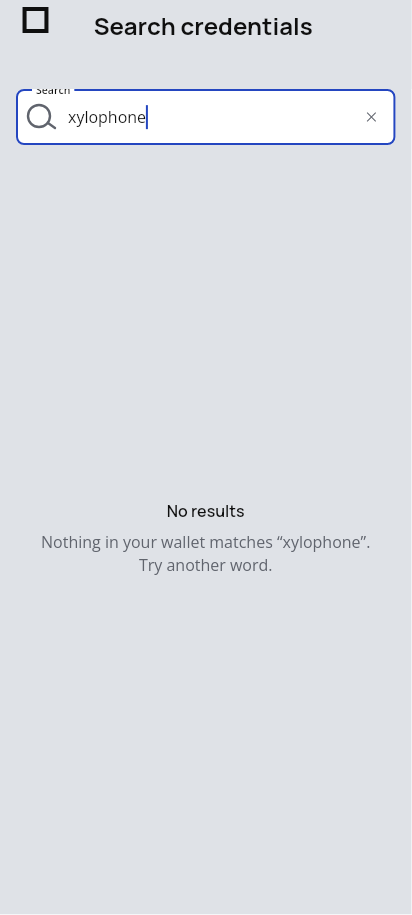 Search credentials
Search
xylophone
No results
Nothing in your wallet matches “xylophone”.
Try another word.